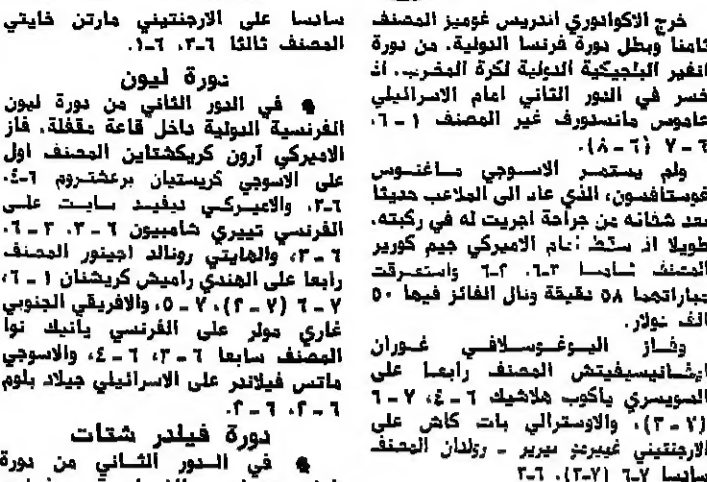 خرج الاكوادوري اندريس غوميز المصنف
ثامنا وبطل دورة فرنسا الدولية، من دورة
انفير البلجيكية الدولية لكرة المضرب، اذ
خسر في الدور الثاني امام الاسرائيلي
عاموس مانسدورف غير المصنف ١ - ٦،
٦ - ٧ (٦ - ٨).
ولم يستمر الاسوجي ماغنوس
غوستافسون، الذي عاد الى الملاعب حديثا
بعد شفائه من جراحة اجريت له في ركبته،
طويلا اذ سقط امام الاميركي جيم كورير
المصنف ٣-٦، ٢-٦ واستغرقت
مباراتهما ٥٨ دقيقة ونال الفائز فيها ٥٠
الف دولار.
وفاز اليوغوسلافي غوران
ايفانيسيفيتش المصنف رابعا على
السويسري ياكوب هلاشيك ٦ - ٤، ٧ - ٦
(٧ - ٣)، والاوسترالي بات كاش على
الارجنتيني غييرمو بيريز - رولدان المصنف
سادسا ٧-٦ (٧-٣)، ٦-٣
سادسا على الارجنتيني مارتن خايتي
المصنف ثالثا ٦-٣، ٦-١.
دورة ليون
في الدور الثاني من دورة ليون
الفرنسية الدولية داخل قاعة مقفلة، فاز
الاميركي آرون كريكشتاين المصنف اول
على الاسوجي كريستيان برغشتروم ٦-٤،
٦-٣، والاميركي ديفيد سايت على
الفرنسي تييري شامبيون ٦ - ٣، ٣ - ٦،
٦ - ٣، والهايتي رونالد اجينور المصنف
رابعا على الهندي راميش كريشنان ١ - ٦،
٧ - ٦ (٧ - ٢)، ٧ - ٥، والافريقي الجنوبي
غاري مولر على الفرنسي يانيك نوا
المصنف سابعا ٦ - ٣، ٦ - ٤، والاسوجي
ماتس فيلاندر على الاسرائيلي جيلاد بلوم
٦ - ٢، ٦ - ٢.
دورة فيلدر شتات
في الدور الثاني من دورة